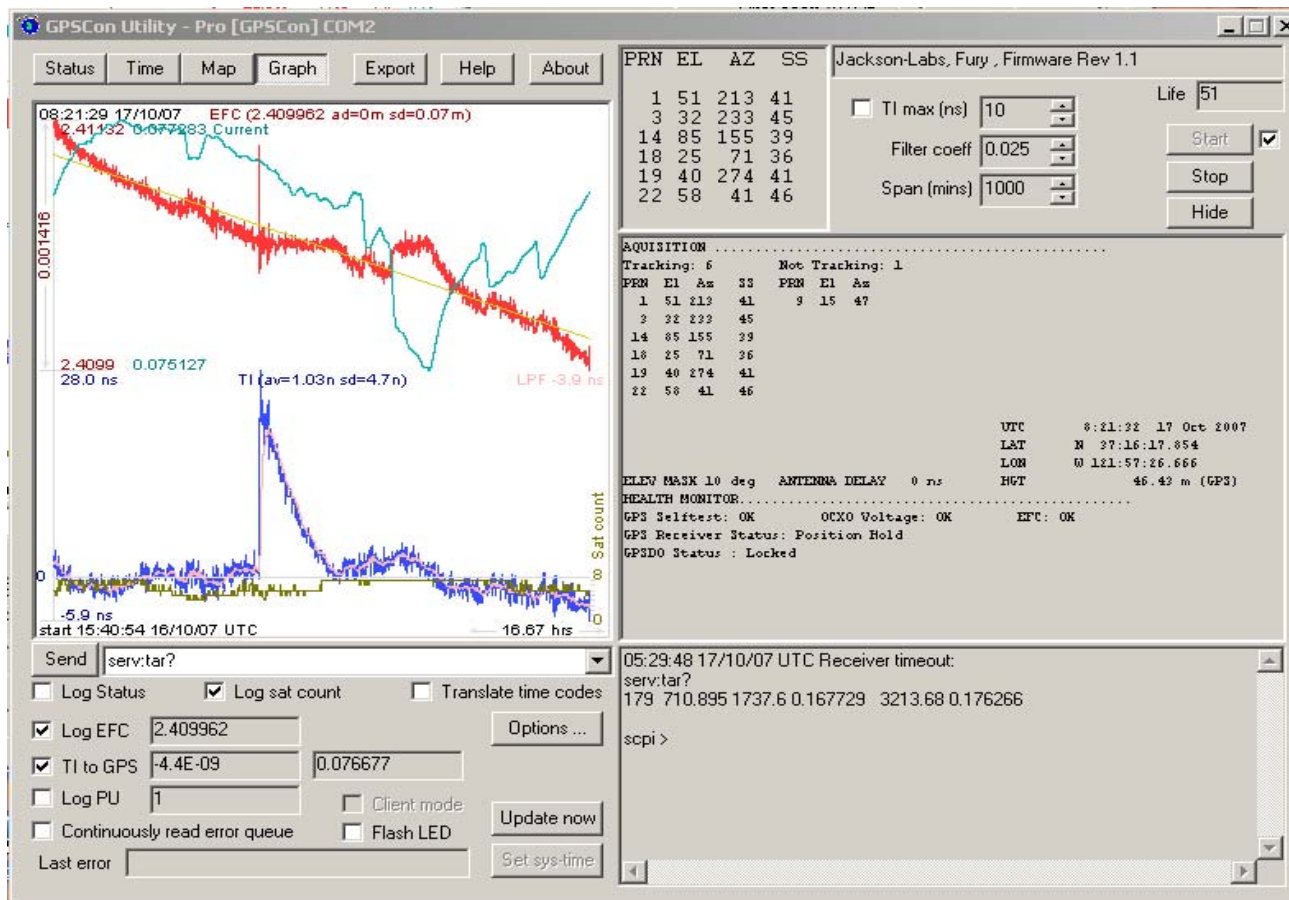 GPSCon Utility - Pro [GPSCon] COM2
Status Time Map Graph Export Help About
08:21:29 17/10/07 EFC (2.409962 ad=0m sd=0.07m)
2.41132 0.077283 Current
0.001416
2.4099 0.075127
28.0 ns TI (av=1.03n sd=4.7n) LPF -3.9 ns
0
-5.9 ns
0 Sat count 8
start 15:40:54 16/10/07 UTC 16.67 hrs
PRN EL AZ SS
1 51 213 41
3 32 233 45
14 85 155 39
18 25 71 36
19 40 274 41
22 58 41 46
Jackson-Labs, Fury , Firmware Rev 1.1
TI max (ns) 10
Filter coeff 0.025
Span (mins) 1000
Life 51
Start
Stop
Hide
AQUISITION ........................................................
Tracking: 6 Not Tracking: 1
PRN El Az SS PRN El Az
1 51 213 41 9 15 47
3 32 233 45
14 85 155 39
18 25 71 36
19 40 274 41
22 58 41 46
UTC 8:21:32 17 Oct 2007
LAT N 37:16:17.854
LON W 121:57:26.666
ELEV MASK 10 deg ANTENNA DELAY 0 ns HGT 46.43 m (GPS)
HEALTH MONITOR........................................................
GPS Selftest: OK OCXO Voltage: OK EFC: OK
GPS Receiver Status: Position Hold
GPSDO Status : Locked
Send serv:tar?
Log Status Log sat count Translate time codes
Log EFC 2.409962 Options ...
TI to GPS -4.4E-09 0.076677
Log PU 1 Client mode
Update now
Continuously read error queue Flash LED
Last error Set sys-time
05:29:48 17/10/07 UTC Receiver timeout:
serv:tar?
179 710.895 1737.6 0.167729 3213.68 0.176266
scpi >